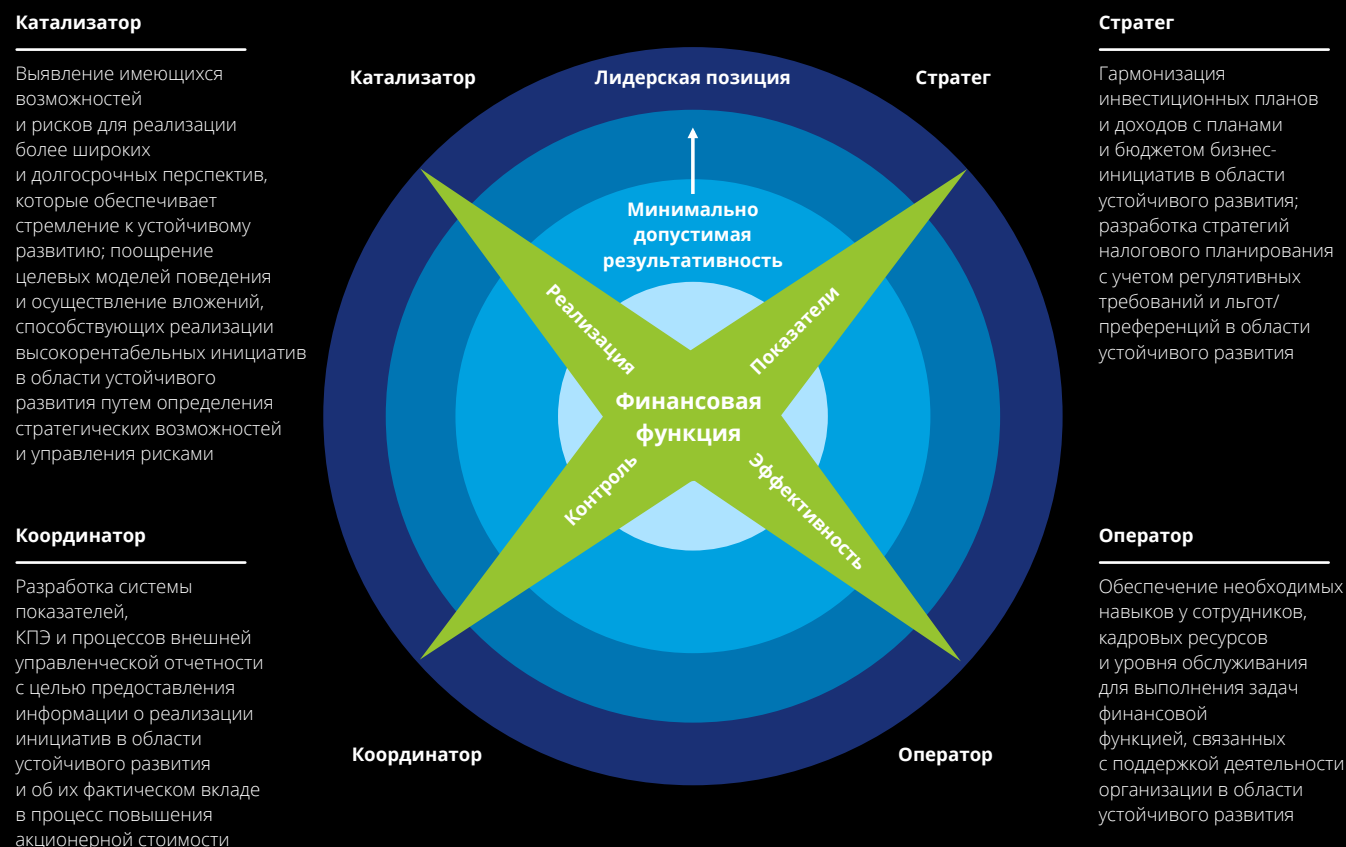 Катализатор
Выявление имеющихся
возможностей
и рисков для реализации
более широких
и долгосрочных перспектив,
которые обеспечивает
стремление к устойчивому
развитию; поощрение
целевых моделей поведения
и осуществление вложений,
способствующих реализации
высокорентабельных инициатив
в области устойчивого
развития путем определения
стратегических возможностей
и управления рисками
Координатор
Разработка системы
показателей,
КПЭ и процессов внешней
управленческой отчетности
с целью предоставления
информации о реализации
инициатив в области
устойчивого развития
и об их фактическом вкладе
в процесс повышения
акционерной стоимости
Катализатор
Лидерская позиция
Стратег
Минимально
допустимая
результативность
Реализация
Показатели
Финансовая
функция
Контроль
Эффективность
Координатор
Оператор
Стратег
Гармонизация
инвестиционных планов
и доходов с планами
и бюджетом бизнес-
инициатив в области
устойчивого развития;
разработка стратегий
налогового планирования
с учетом регулятивных
требований и льгот/
преференций в области
устойчивого развития
Оператор
Обеспечение необходимых
навыков у сотрудников,
кадровых ресурсов
и уровня обслуживания
для выполнения задач
финансовой
функцией, связанных
с поддержкой деятельности
организации в области
устойчивого развития